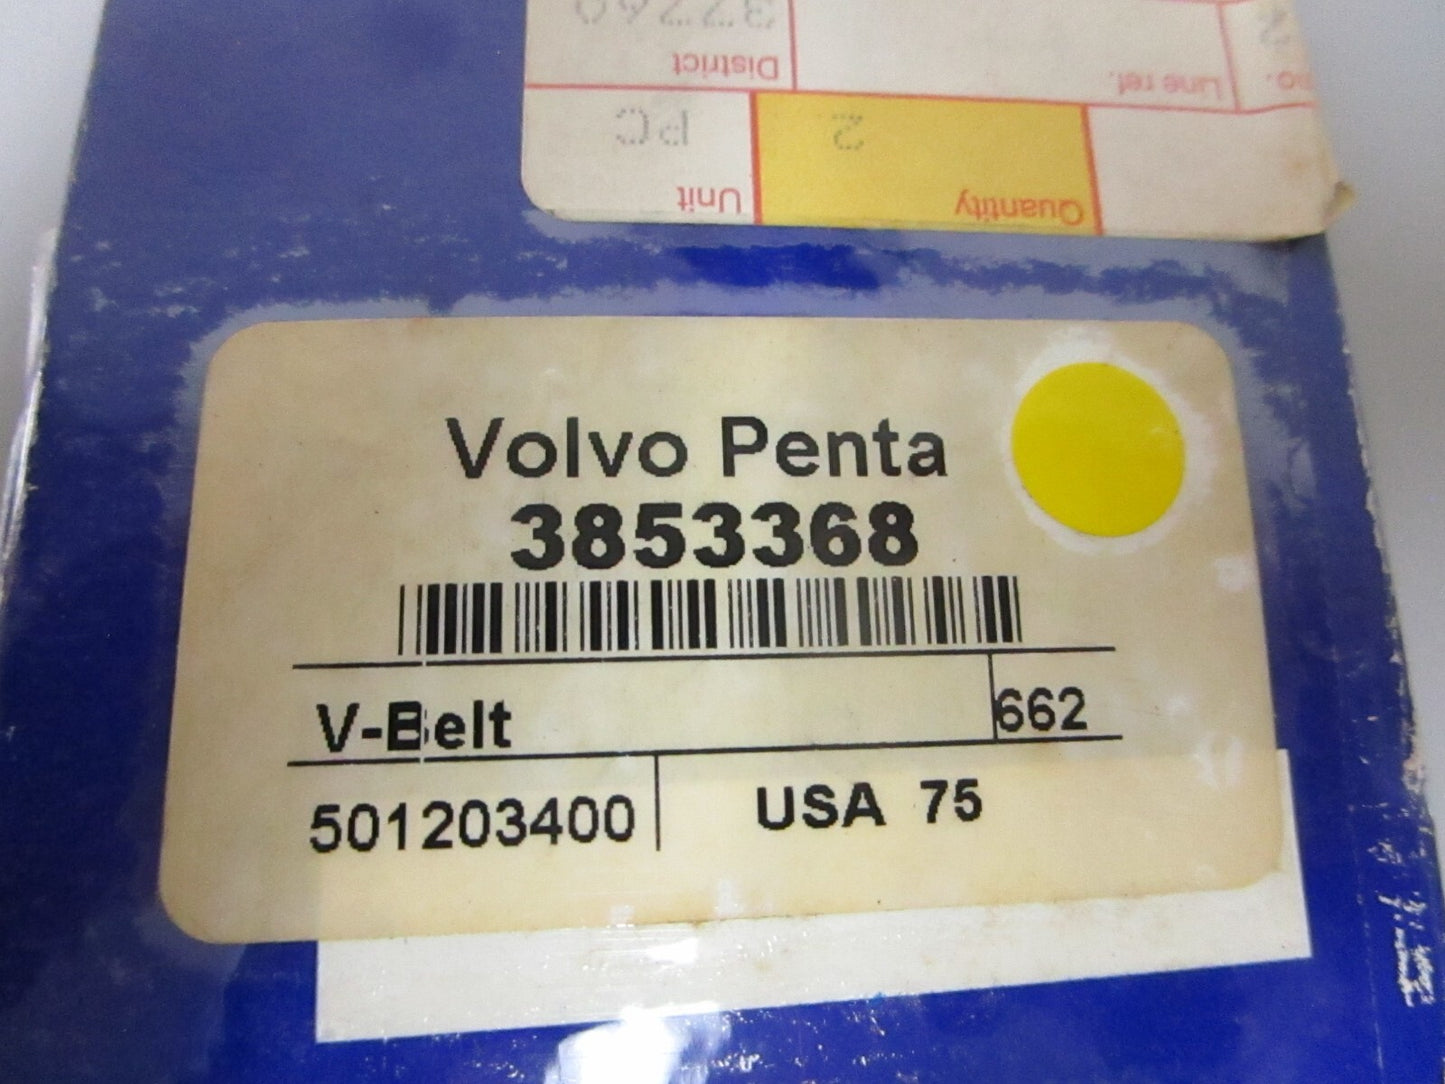 District
Line ref.
PC
2
Unit
Quantity
Volvo Penta
3853368
V-Belt
662
501203400
USA 75